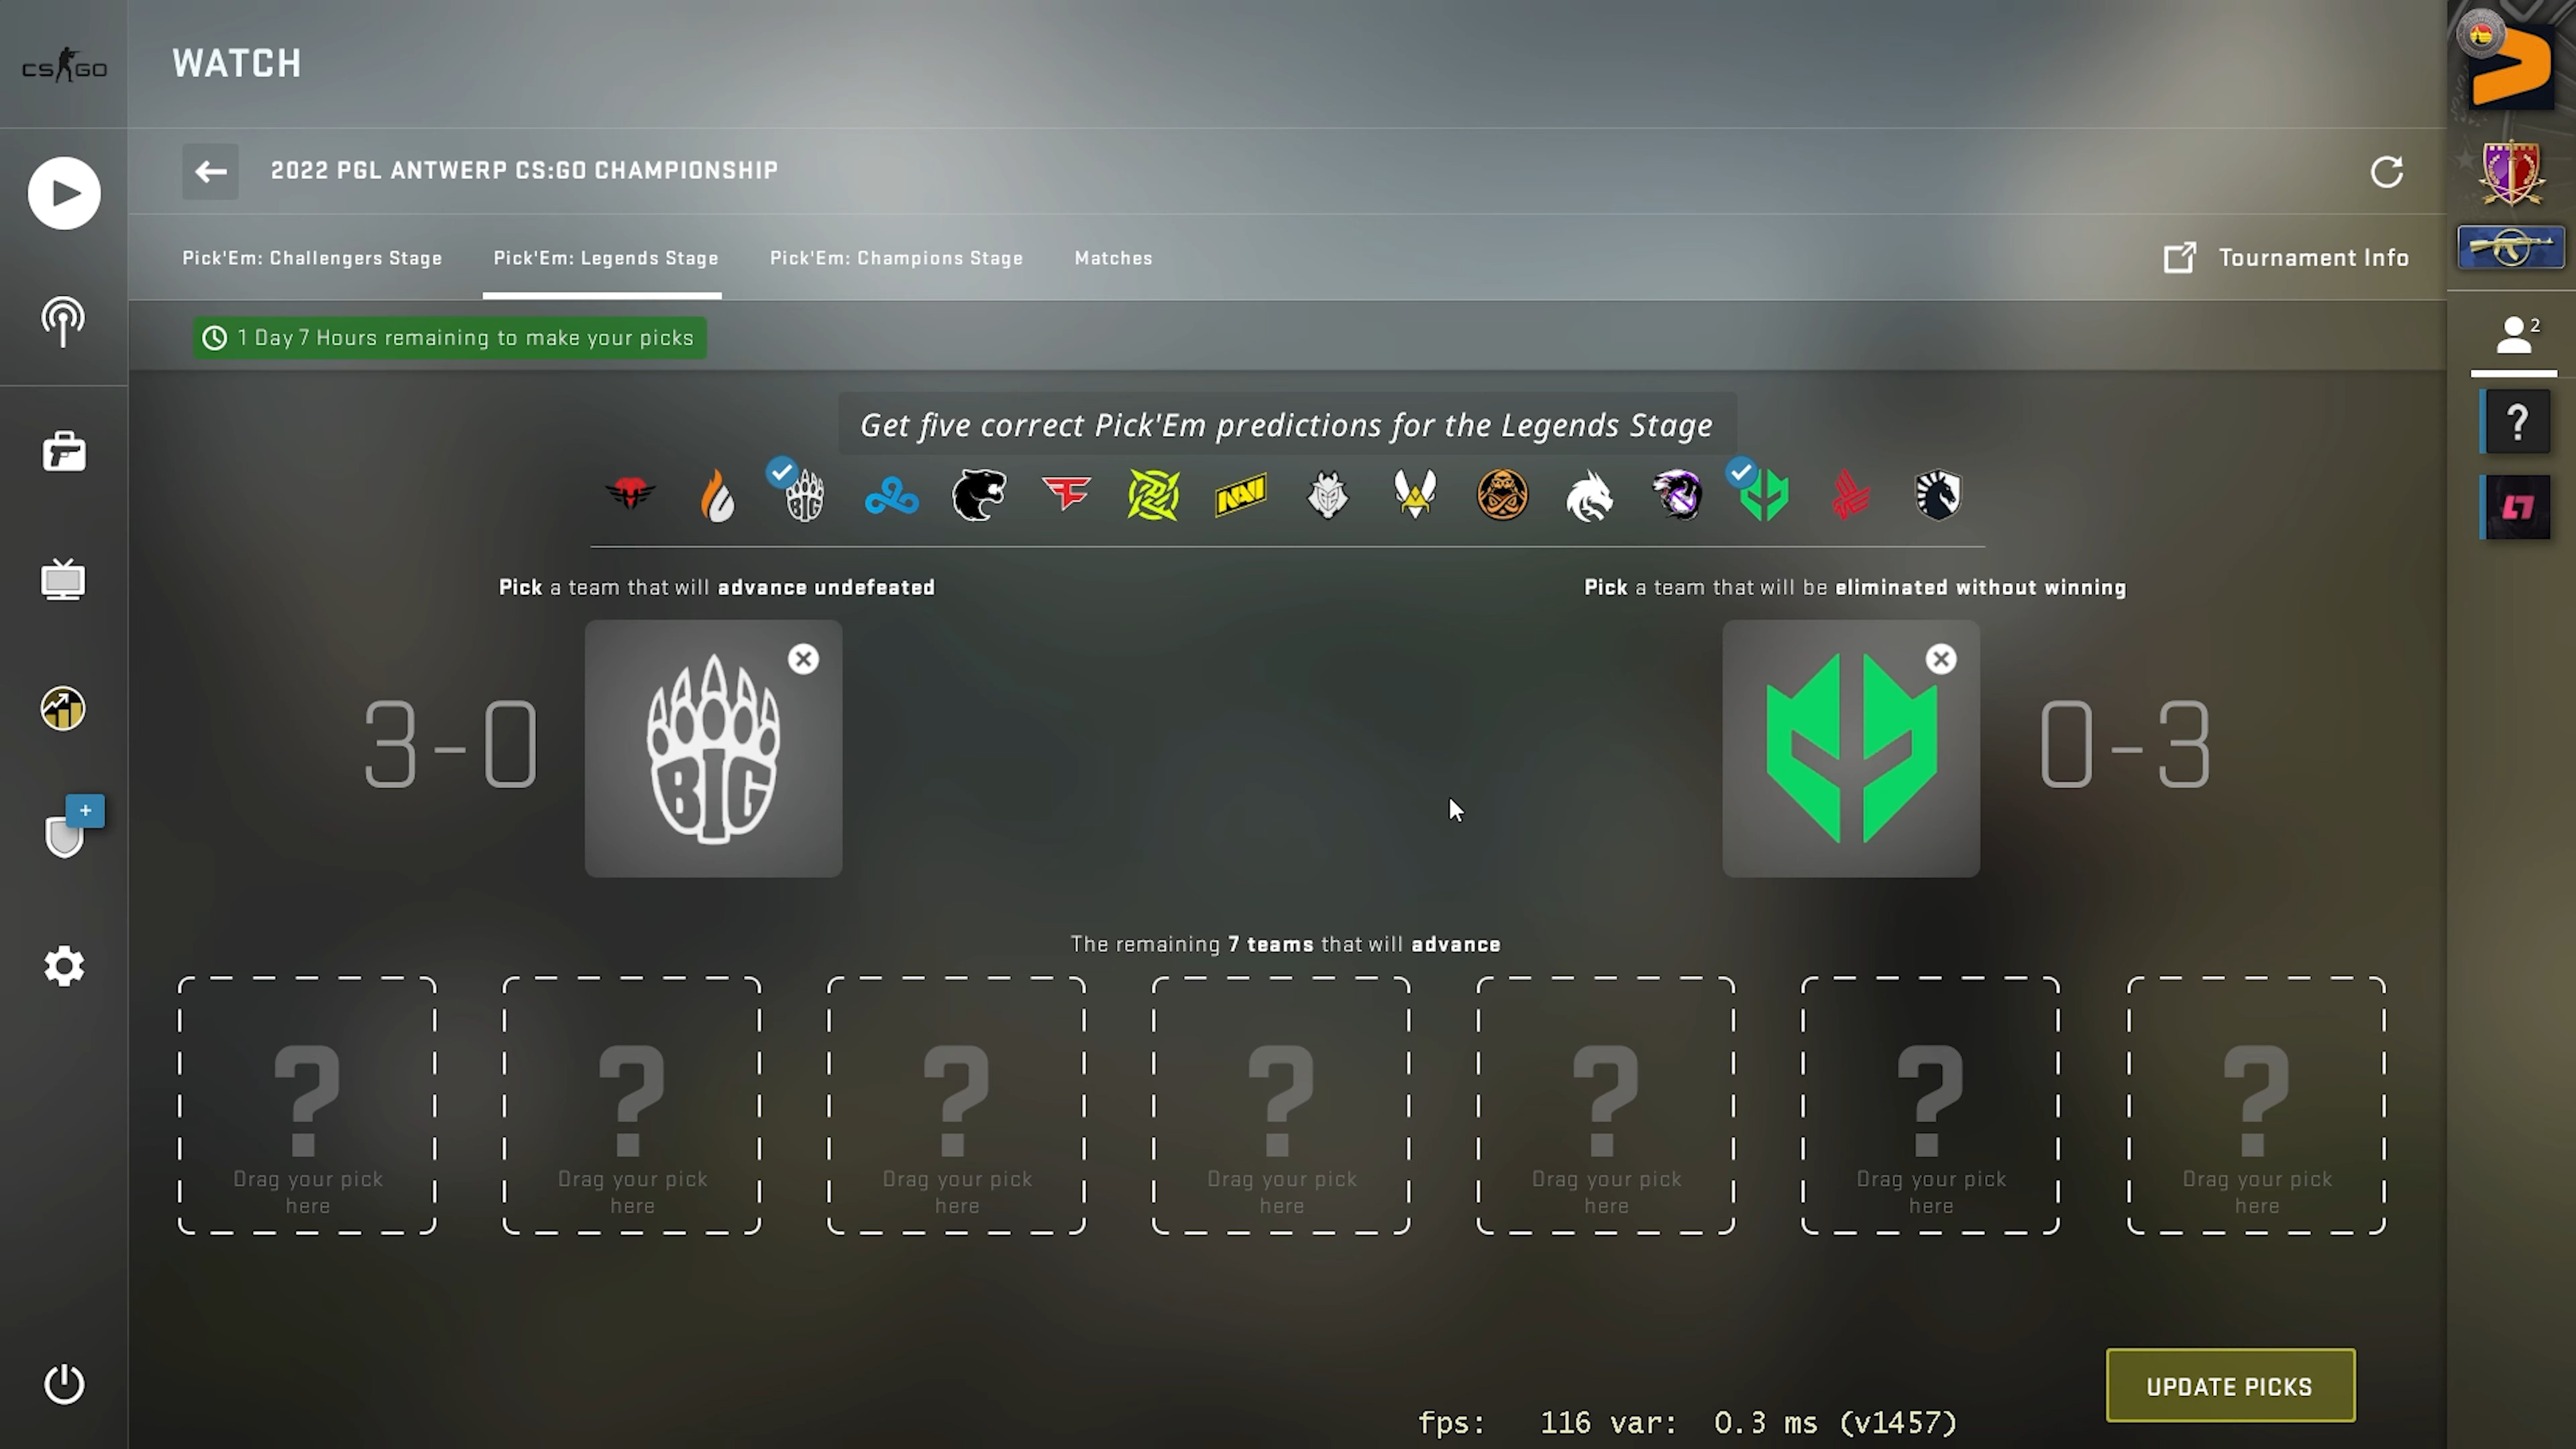 CS GO
WATCH
2022 PGL ANTWERP CS:GO CHAMPIONSHIP
Pick'Em: Challengers Stage
Pick'Em: Legends Stage
Pick'Em: Champions Stage
Matches
Tournament Info
1 Day 7 Hours remaining to make your picks
2
?
Get five correct Pick'Em predictions for the Legends Stage
BIG
NAVI
Pick a team that will advance undefeated
Pick a team that will be eliminated without winning
3-0
BIG
0-3
+
The remaining 7 teams that will advance
?
Drag your pick
here
?
Drag your pick
here
?
Drag your pick
here
?
Drag your pick
here
?
Drag your pick
here
?
Drag your pick
here
?
Drag your pick
here
UPDATE PICKS
fps: 116 var: 0.3 ms (v1457)